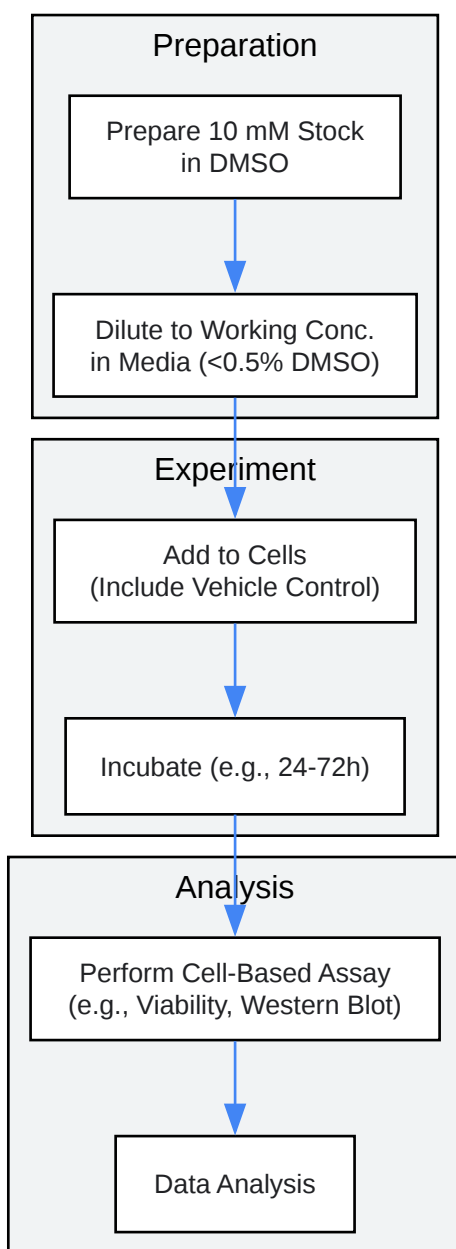 Preparation
Prepare 10 mM Stock
in DMSO
Dilute to Working Conc.
in Media (<0.5% DMSO)
Experiment
Add to Cells
(Include Vehicle Control)
Incubate (e.g., 24-72h)
Analysis
Perform Cell-Based Assay
(e.g., Viability, Western Blot)
Data Analysis